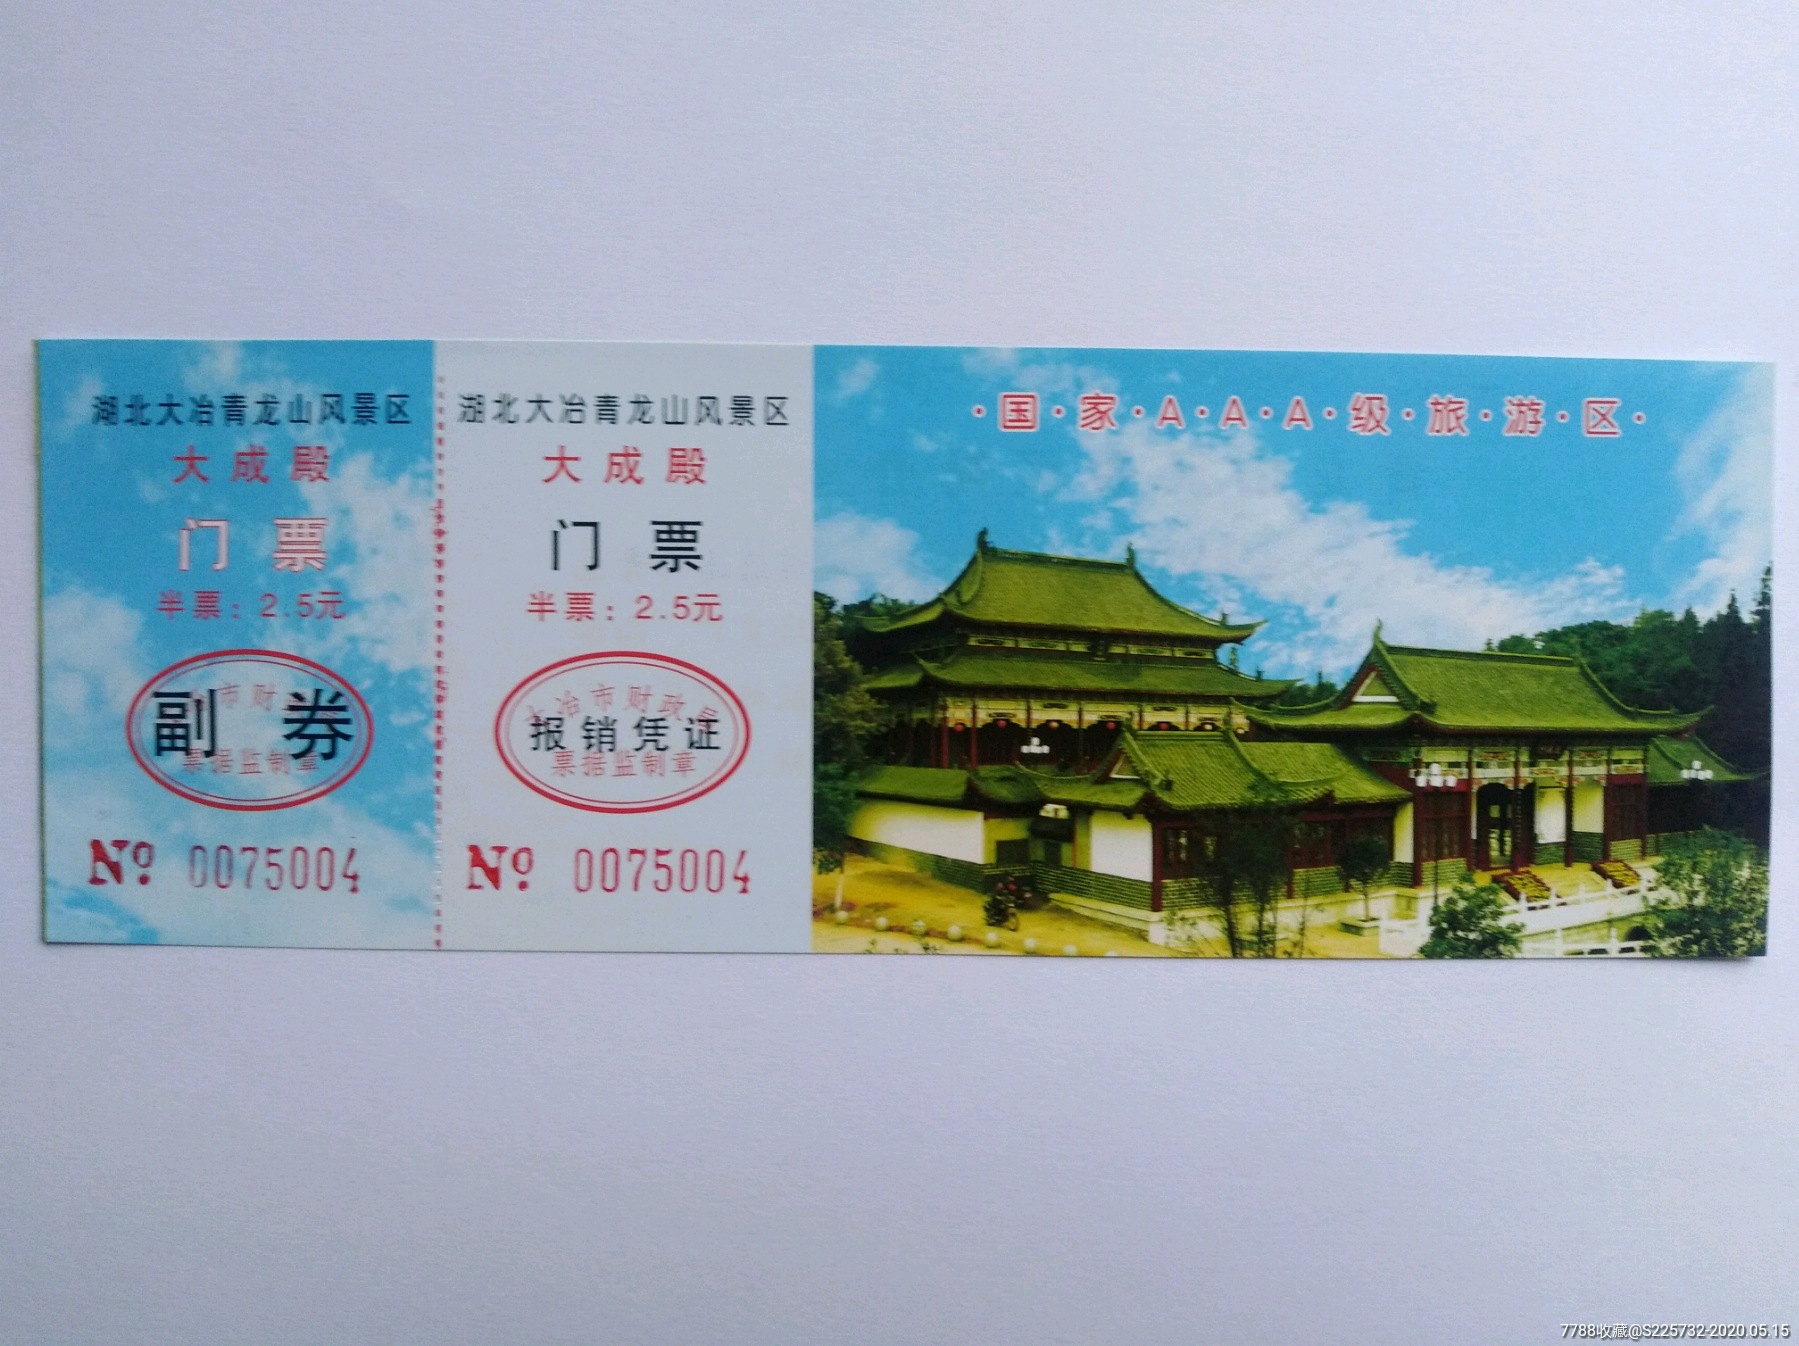 湖北大冶青龙山风景区
大成殿
门票
半票：2.5元
市财
副券
票据监制章
No 0075004
湖北大冶青龙山风景区
大成殿
门票
半票：2.5元
大冶市财政局
报销凭证
票据监制章
No 0075004
·国·家·A·A·A·级·旅·游·区·
7788收藏@S225732-2020.05.15